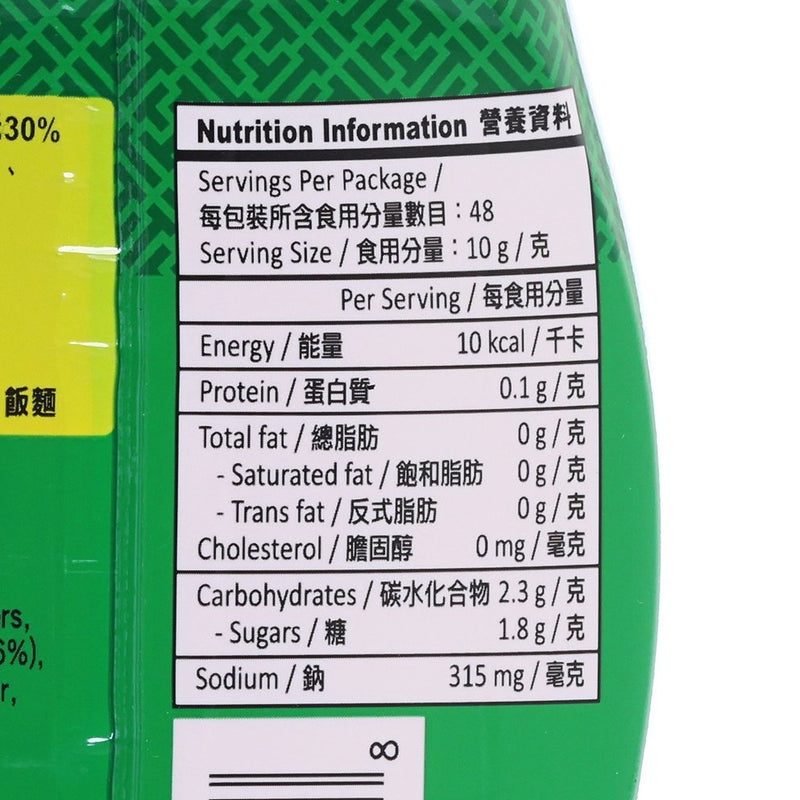 30%
、
飯麵
rs,
6%),
r,
Nutrition Information 營養資料
Servings Per Package /
每包裝所含食用分量數目：48
Serving Size / 食用分量：10 g / 克
Per Serving / 每食用分量
Energy / 能量 10 kcal / 千卡
Protein / 蛋白質 0.1 g / 克
Total fat / 總脂肪 0 g / 克
- Saturated fat / 飽和脂肪 0 g / 克
- Trans fat / 反式脂肪 0 g / 克
Cholesterol / 膽固醇 0 mg / 毫克
Carbohydrates / 碳水化合物 2.3 g / 克
- Sugars / 糖 1.8 g / 克
Sodium / 鈉 315 mg / 毫克
∞